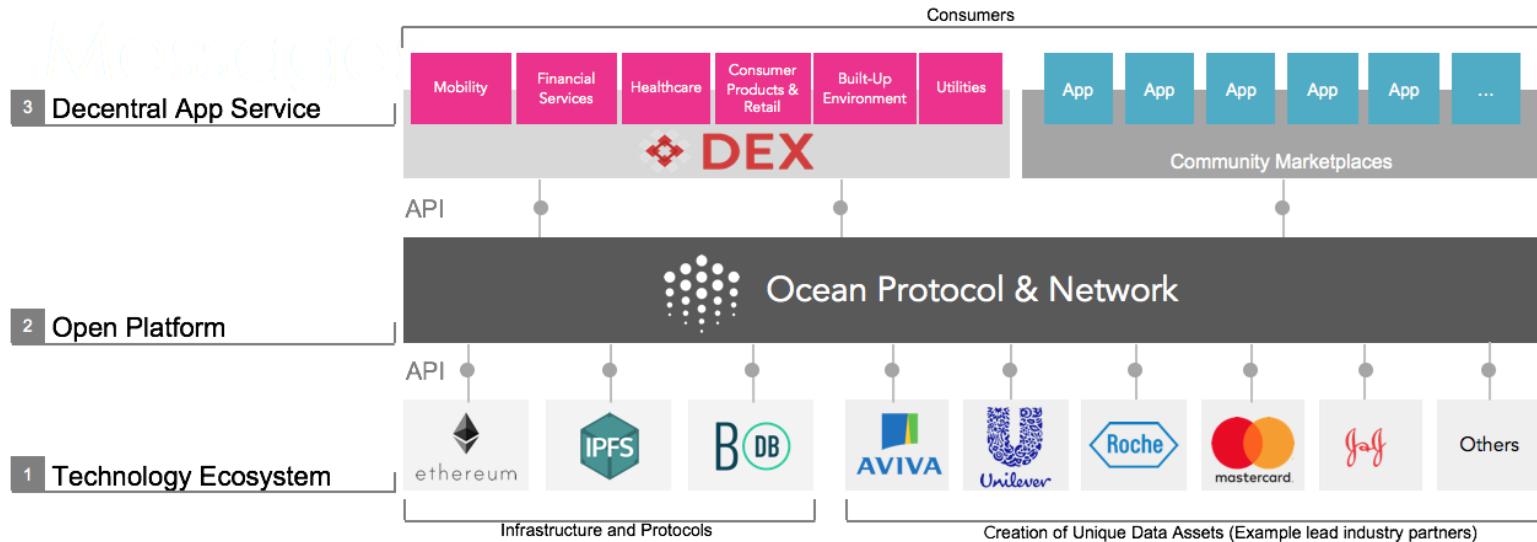 Consumers
Message
3 Decentral App Service
Mobility
Financial
Services
Healthcare
Consumer
Products &
Retail
Built-Up
Environment
Utilities
App
App
App
App
App
...
DEX
Community Marketplaces
API
Ocean Protocol & Network
2 Open Platform
API
1 Technology Ecosystem
ethereum
IPFS
B DB
AVIVA
Unilever
Roche
mastercard.
J&J
Others
Infrastructure and Protocols
Creation of Unique Data Assets (Example lead industry partners)